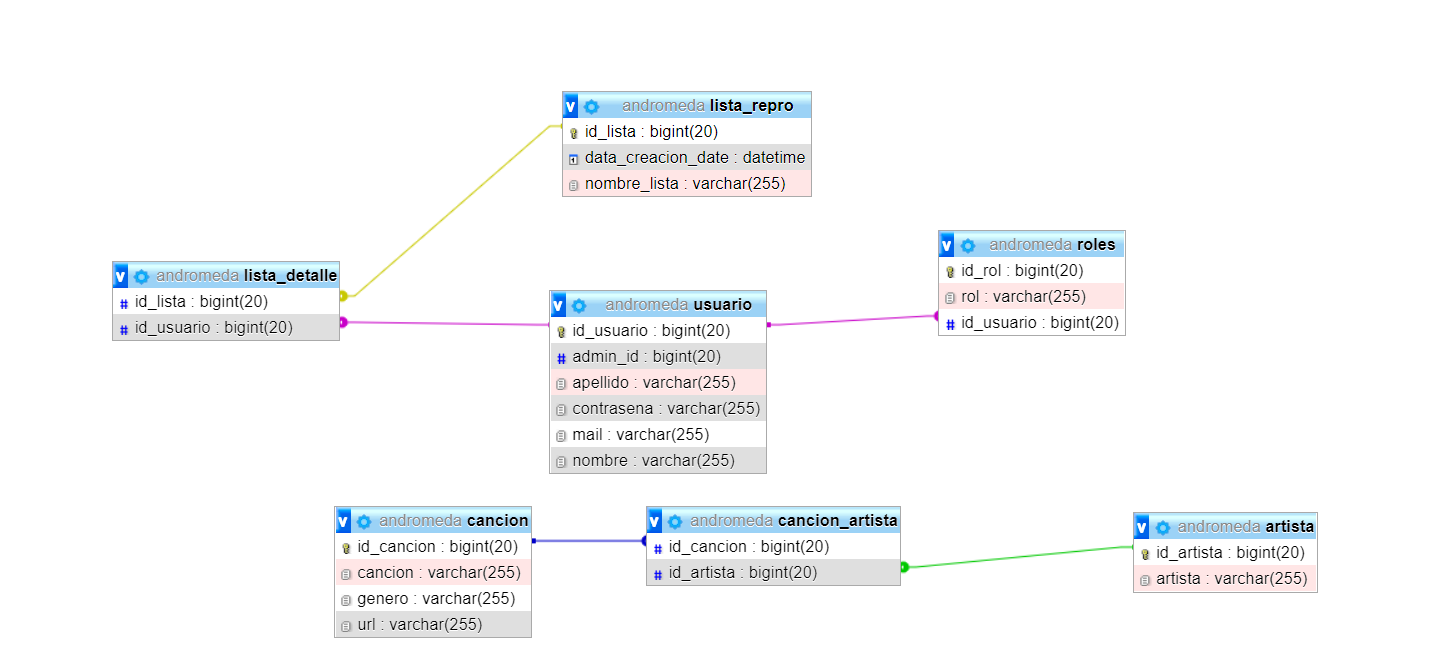 v andromeda lista_repro
id_lista : bigint(20)
data_creacion_date : datetime
nombre_lista : varchar(255)
v andromeda roles
id_rol : bigint(20)
rol : varchar(255)
id_usuario : bigint(20)
v andromeda lista_detalle
# id_lista : bigint(20)
# id_usuario : bigint(20)
v andromeda usuario
id_usuario : bigint(20)
# admin_id : bigint(20)
apellido : varchar(255)
contrasena : varchar(255)
mail : varchar(255)
nombre : varchar(255)
v andromeda cancion
id_cancion : bigint(20)
cancion : varchar(255)
genero : varchar(255)
url : varchar(255)
v andromeda cancion_artista
# id_cancion : bigint(20)
# id_artista : bigint(20)
v andromeda artista
id_artista : bigint(20)
artista : varchar(255)